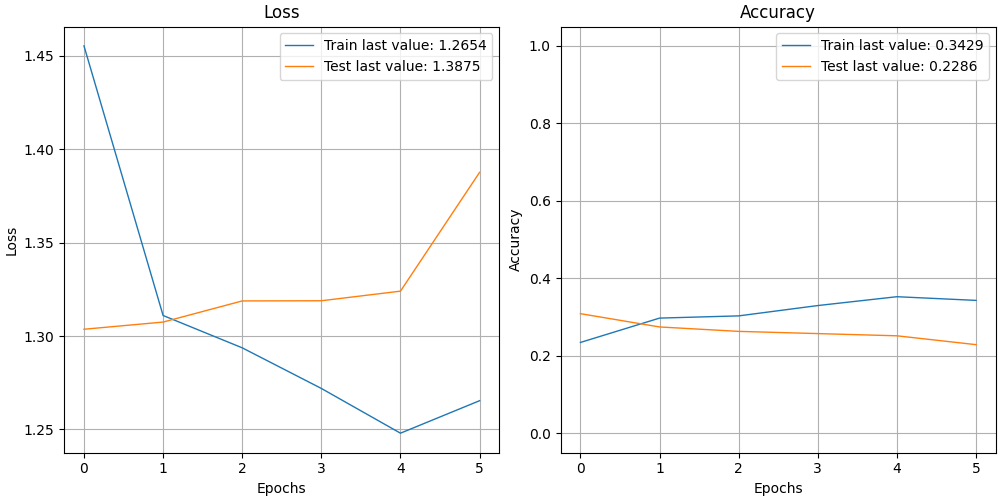 Loss
Train last value: 1.2654
Test last value: 1.3875
1.45
1.40
1.35
1.30
1.25
Loss
0 1 2 3 4 5
Epochs
Accuracy
Train last value: 0.3429
Test last value: 0.2286
1.0
0.8
0.6
0.4
0.2
0.0
Accuracy
0 1 2 3 4 5
Epochs